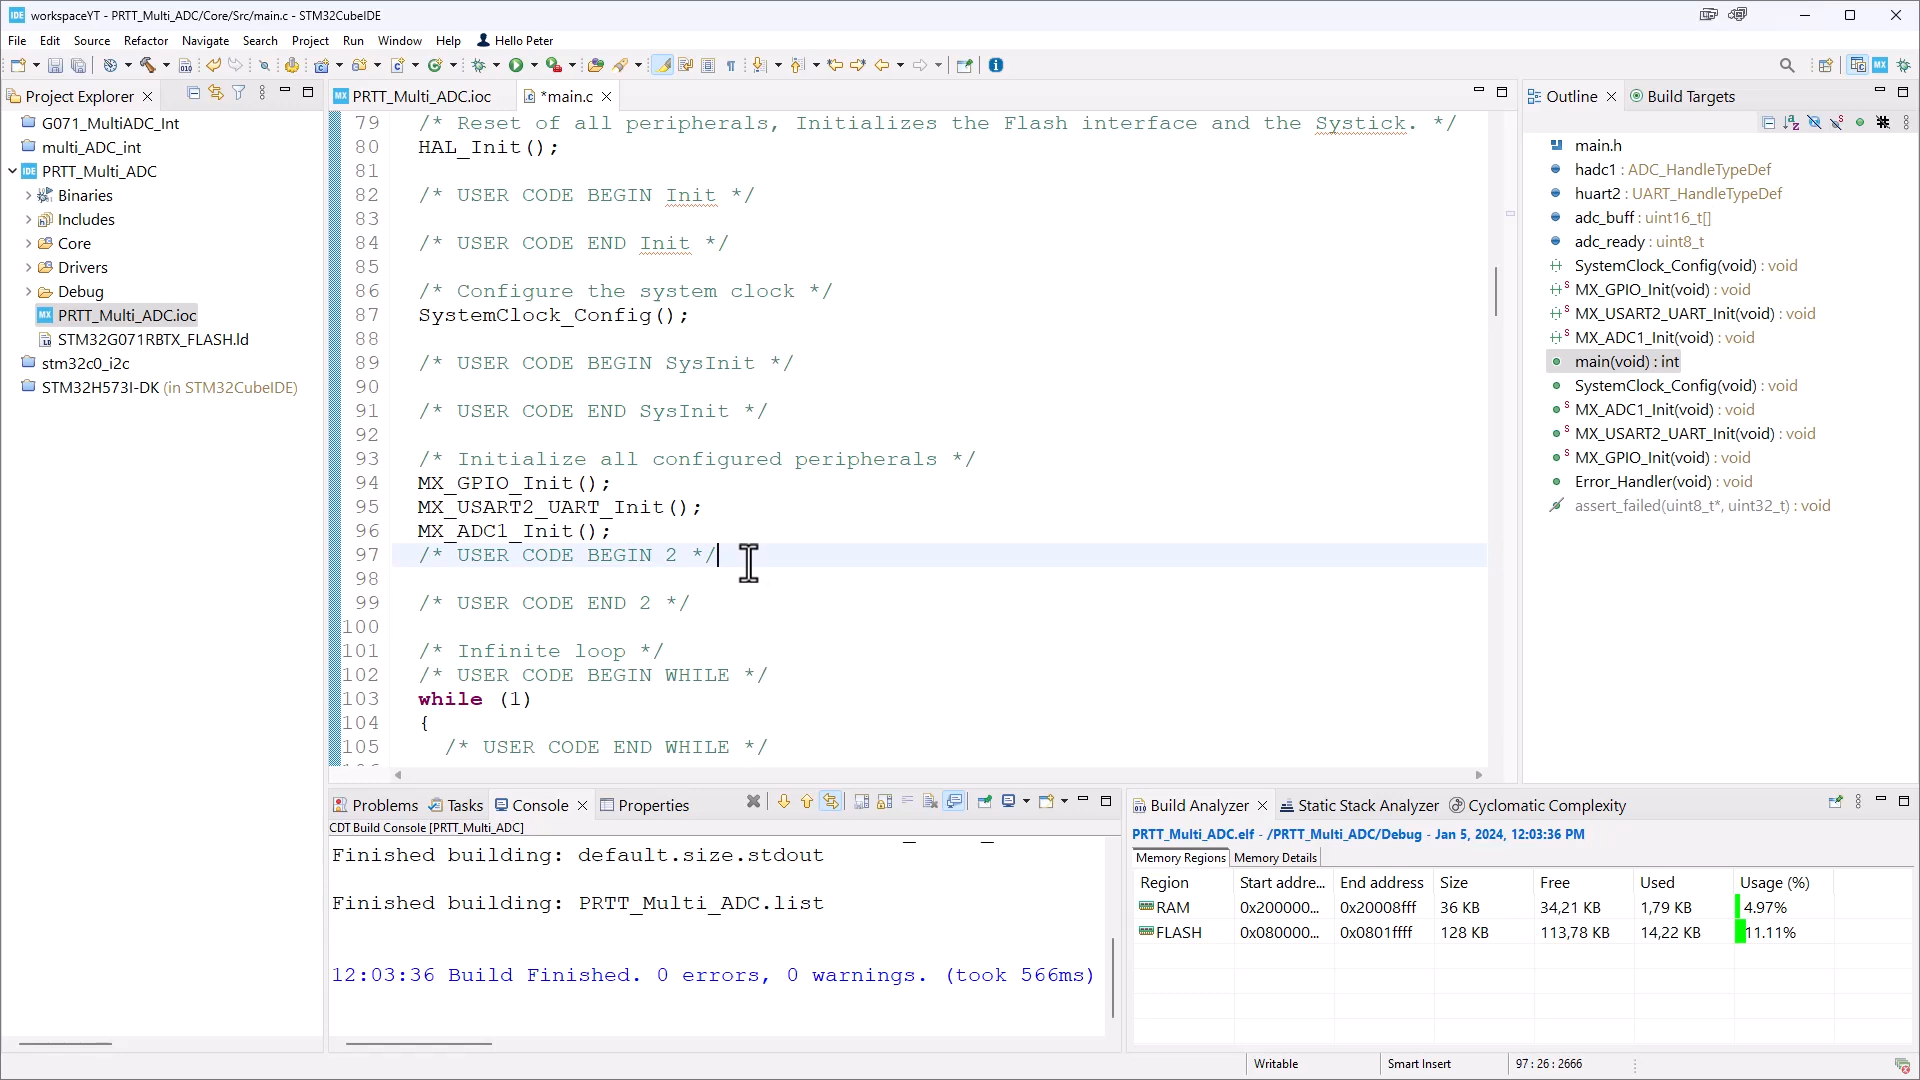 workspaceYT - PRTT_Multi_ADC/Core/Src/main.c - STM32CubeIDE
File Edit Source Refactor Navigate Search Project Run Window Help Hello Peter
Project Explorer
G071_MultiADC_Int
multi_ADC_int
PRTT_Multi_ADC
Binaries
Includes
Core
Drivers
Debug
PRTT_Multi_ADC.ioc
STM32G071RBTX_FLASH.ld
stm32c0_i2c
STM32H573I-DK (in STM32CubeIDE)
PRTT_Multi_ADC.ioc *main.c
79 /* Reset of all peripherals, Initializes the Flash interface and the Systick. */
80 HAL_Init();
81
82 /* USER CODE BEGIN Init */
83
84 /* USER CODE END Init */
85
86 /* Configure the system clock */
87 SystemClock_Config();
88
89 /* USER CODE BEGIN SysInit */
90
91 /* USER CODE END SysInit */
92
93 /* Initialize all configured peripherals */
94 MX_GPIO_Init();
95 MX_USART2_UART_Init();
96 MX_ADC1_Init();
97 /* USER CODE BEGIN 2 */
98
99 /* USER CODE END 2 */
100
101 /* Infinite loop */
102 /* USER CODE BEGIN WHILE */
103 while (1)
104 {
105 /* USER CODE END WHILE */
Outline Build Targets
main.h
hadc1 : ADC_HandleTypeDef
huart2 : UART_HandleTypeDef
adc_buff : uint16_t[]
adc_ready : uint8_t
SystemClock_Config(void) : void
MX_GPIO_Init(void) : void
MX_USART2_UART_Init(void) : void
MX_ADC1_Init(void) : void
main(void) : int
SystemClock_Config(void) : void
MX_ADC1_Init(void) : void
MX_USART2_UART_Init(void) : void
MX_GPIO_Init(void) : void
Error_Handler(void) : void
assert_failed(uint8_t*, uint32_t) : void
Problems Tasks Console Properties
CDT Build Console [PRTT_Multi_ADC]
Finished building: default.size.stdout
Finished building: PRTT_Multi_ADC.list
12:03:36 Build Finished. 0 errors, 0 warnings. (took 566ms)
Build Analyzer Static Stack Analyzer Cyclomatic Complexity
PRTT_Multi_ADC.elf - /PRTT_Multi_ADC/Debug - Jan 5, 2024, 12:03:36 PM
Memory Regions Memory Details
Region Start addre... End address Size Free Used Usage (%)
RAM 0x200000... 0x20008fff 36 KB 34,21 KB 1,79 KB 4.97%
FLASH 0x080000... 0x0801ffff 128 KB 113,78 KB 14,22 KB 11.11%
Writable Smart Insert 97 : 26 : 2666